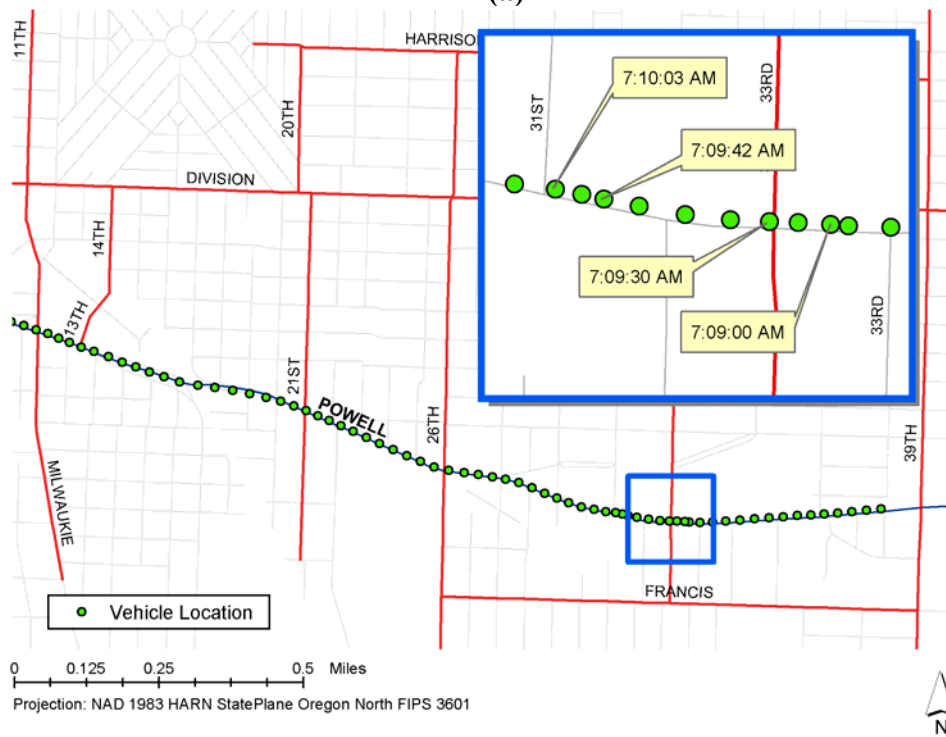 (a)
11TH
HARRISO
20TH
DIVISION
14TH
13TH
21ST
POWELL
26TH
39TH
MILWAUKIE
FRANCIS
31ST
7:10:03 AM
33RD
7:09:42 AM
7:09:30 AM
7:09:00 AM
33RD
Vehicle Location
0 0.125 0.25 0.5 Miles
Projection: NAD 1983 HARN StatePlane Oregon North FIPS 3601
N